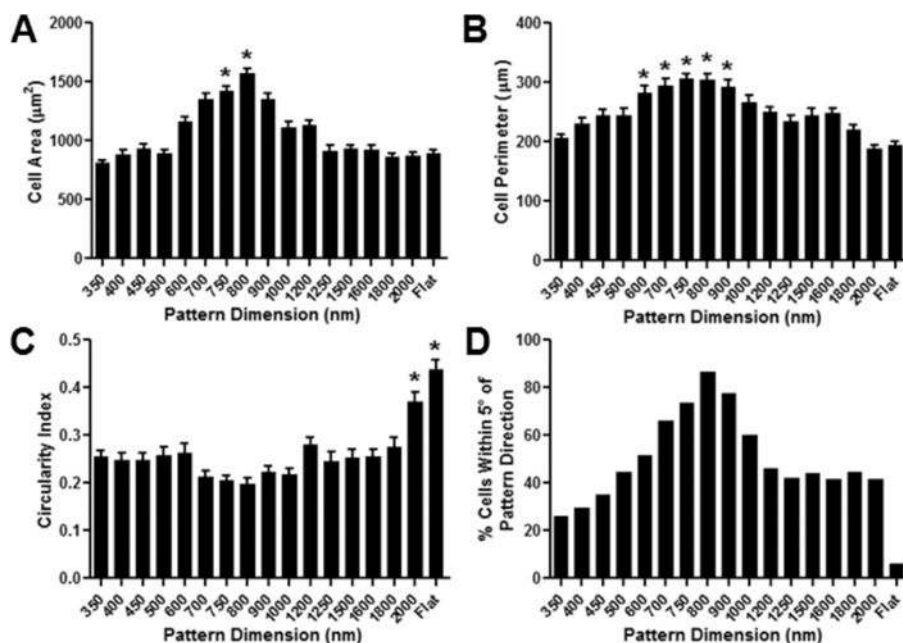 A
2000
1500
1000
500
0
Cell Area (μm²)
* *
350 400 450 500 600 700 750 800 900 1000 1200 1250 1500 1600 1800 2000 Flat
Pattern Dimension (nm)
B
400
300
200
100
0
Cell Perimeter (μm)
* * * * *
350 400 450 500 600 700 750 800 900 1000 1200 1250 1500 1600 1800 2000 Flat
Pattern Dimension (nm)
C
0.5
0.4
0.3
0.2
0.1
0.0
Circularity Index
* *
350 400 450 500 600 700 750 800 900 1000 1200 1250 1500 1600 1800 2000 Flat
Pattern Dimension (nm)
D
100
80
60
40
20
0
% Cells Within 5° of
Pattern Direction
350 400 450 500 600 700 750 800 900 1000 1200 1250 1500 1600 1800 2000 Flat
Pattern Dimension (nm)